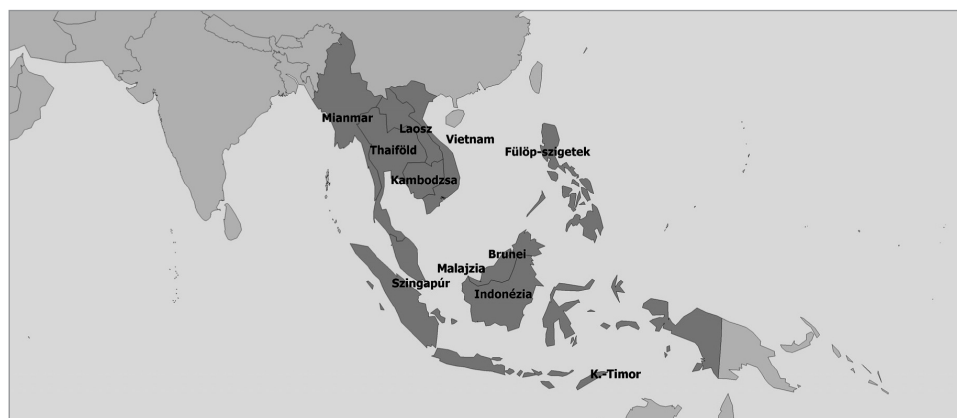 Mianmar
Laosz
Vietnam
Thaiföld
Fülöp-szigetek
Kambodzsa
Brunei
Malajzia
Szingapúr
Indonézia
K.-Timor